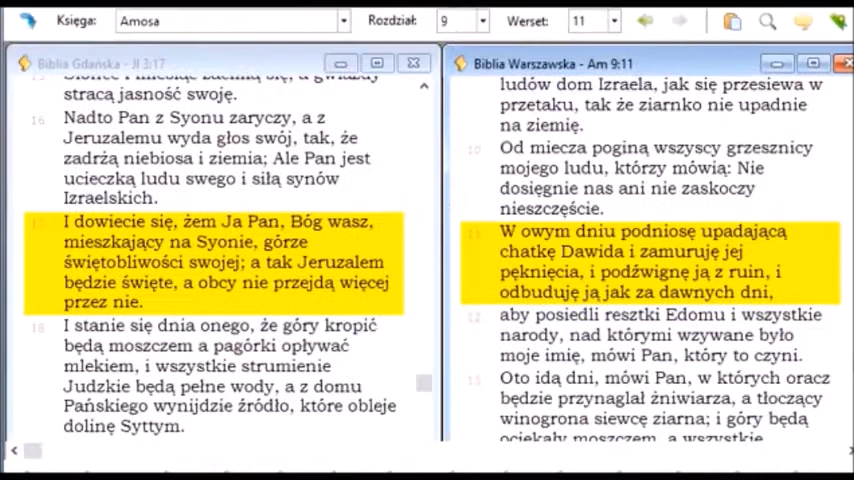 Księga: Amosa Rozdział: 9 Werset: 11
Biblia Gdańska - Jl 3:17
Słońce i miesiąc zaćmią się, a gwiazdy
stracą jasność swoję.
16 Nadto Pan z Syonu zaryczy, a z
Jeruzalemu wyda głos swój, tak, że
zadrżą niebiosa i ziemia; Ale Pan jest
ucieczką ludu swego i siłą synów
Izraelskich.
17 I dowiecie się, żem Ja Pan, Bóg wasz,
mieszkający na Syonie, górze
świętobliwości swojej; a tak Jeruzalem
będzie święte, a obcy nie przejdą więcej
przez nie.
18 I stanie się dnia onego, że góry kropić
będą moszczem a pagórki opływać
mlekiem, i wszystkie strumienie
Judzkie będą pełne wody, a z domu
Pańskiego wynijdzie źródło, które obleje
dolinę Syttym.
Biblia Warszawska - Am 9:11
ludów dom Izraela, jak się przesiewa w
przetaku, tak że ziarnko nie upadnie
na ziemię.
10 Od miecza poginą wszyscy grzesznicy
mojego ludu, którzy mówią: Nie
dosięgnie nas ani nie zaskoczy
nieszczęście.
11 W owym dniu podniosę upadającą
chatkę Dawida i zamuruję jej
pęknięcia, i podźwignę ją z ruin, i
odbuduję ją jak za dawnych dni,
12 aby posiedli resztki Edomu i wszystkie
narody, nad którymi wzywane było
moje imię, mówi Pan, który to czyni.
13 Oto idą dni, mówi Pan, w których oracz
będzie przynaglał żniwiarza, a tłoczący
winogrona siewcę ziarna; i góry będą
ociekały moszczem, a wszystkie